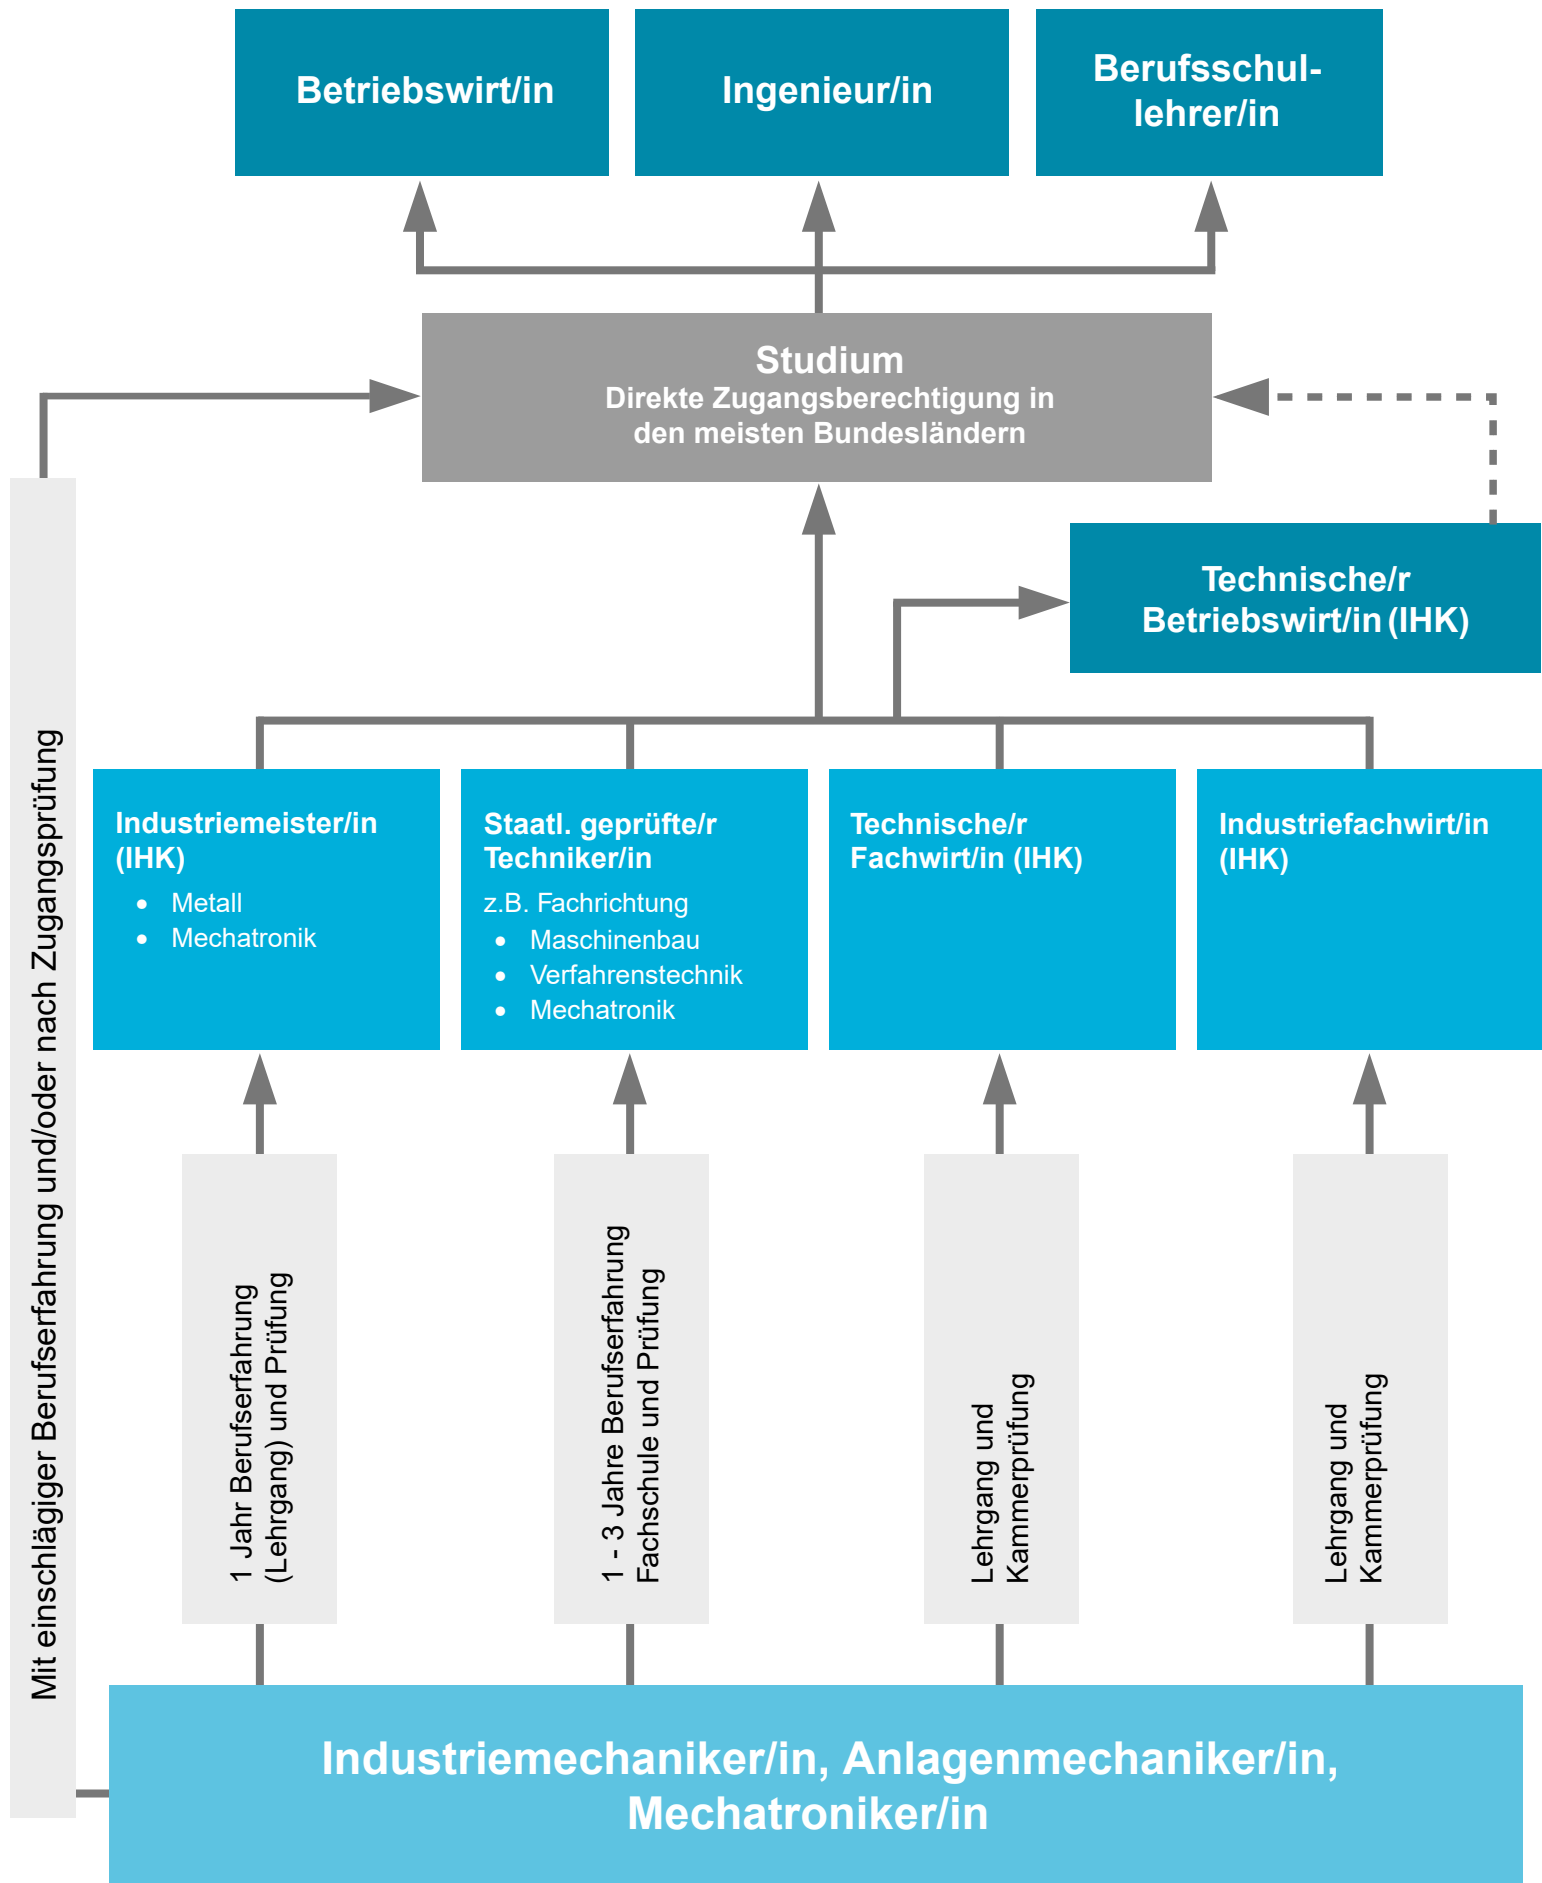 Betriebswirt/in
Ingenieur/in
Berufsschul-
lehrer/in
Studium
Direkte Zugangsberechtigung in
den meisten Bundesländern
Technische/r
Betriebswirt/in (IHK)
Mit einschlägiger Berufserfahrung und/oder nach Zugangsprüfung
Industriemeister/in
(IHK)
• Metall
• Mechatronik
Staatl. geprüfte/r
Techniker/in
z.B. Fachrichtung
• Maschinenbau
• Verfahrenstechnik
• Mechatronik
Technische/r
Fachwirt/in (IHK)
Industriefachwirt/in
(IHK)
1 Jahr Berufserfahrung
(Lehrgang) und Prüfung
1 - 3 Jahre Berufserfahrung
Fachschule und Prüfung
Lehrgang und
Kammerprüfung
Lehrgang und
Kammerprüfung
Industriemechaniker/in, Anlagenmechaniker/in,
Mechatroniker/in